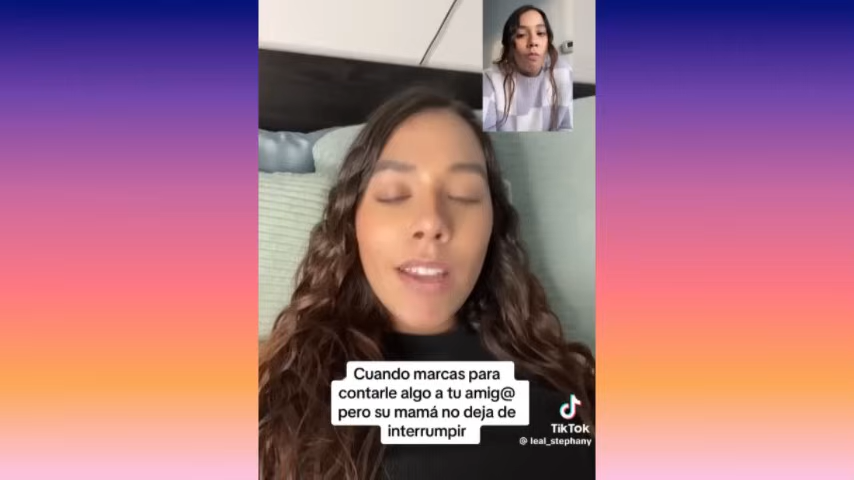 Cuando marcas para
contarle algo a tu amig@
pero su mamá no deja de
interrumpir
TikTok
@ leal_stephany